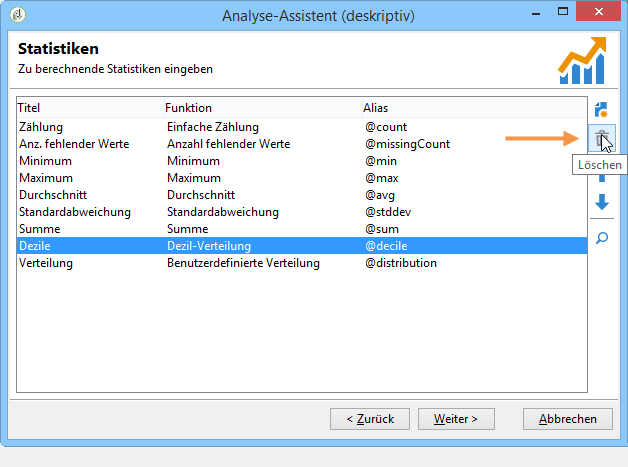 Analyse-Assistent (deskriptiv)
Statistiken
Zu berechnende Statistiken eingeben
Titel Funktion Alias
Zählung Einfache Zählung @count
Anz. fehlender Werte Anzahl fehlender Werte @missingCount
Minimum Minimum @min
Maximum Maximum @max
Durchschnitt Durchschnitt @avg
Standardabweichung Standardabweichung @stddev
Summe Summe @sum
Dezile Dezil-Verteilung @decile
Verteilung Benutzerdefinierte Verteilung @distribution
Löschen
< Zurück Weiter > Abbrechen